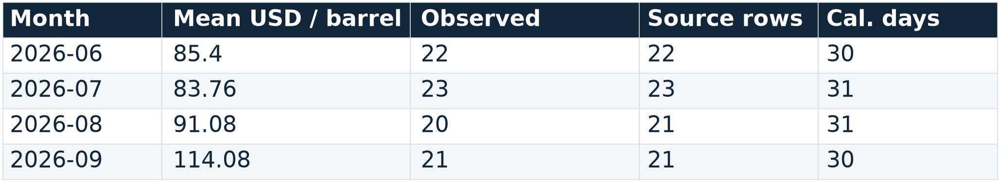 Month Mean USD / barrel Observed Source rows Cal. days
2026-06 85.4 22 22 30
2026-07 83.76 23 23 31
2026-08 91.08 20 21 31
2026-09 114.08 21 21 30